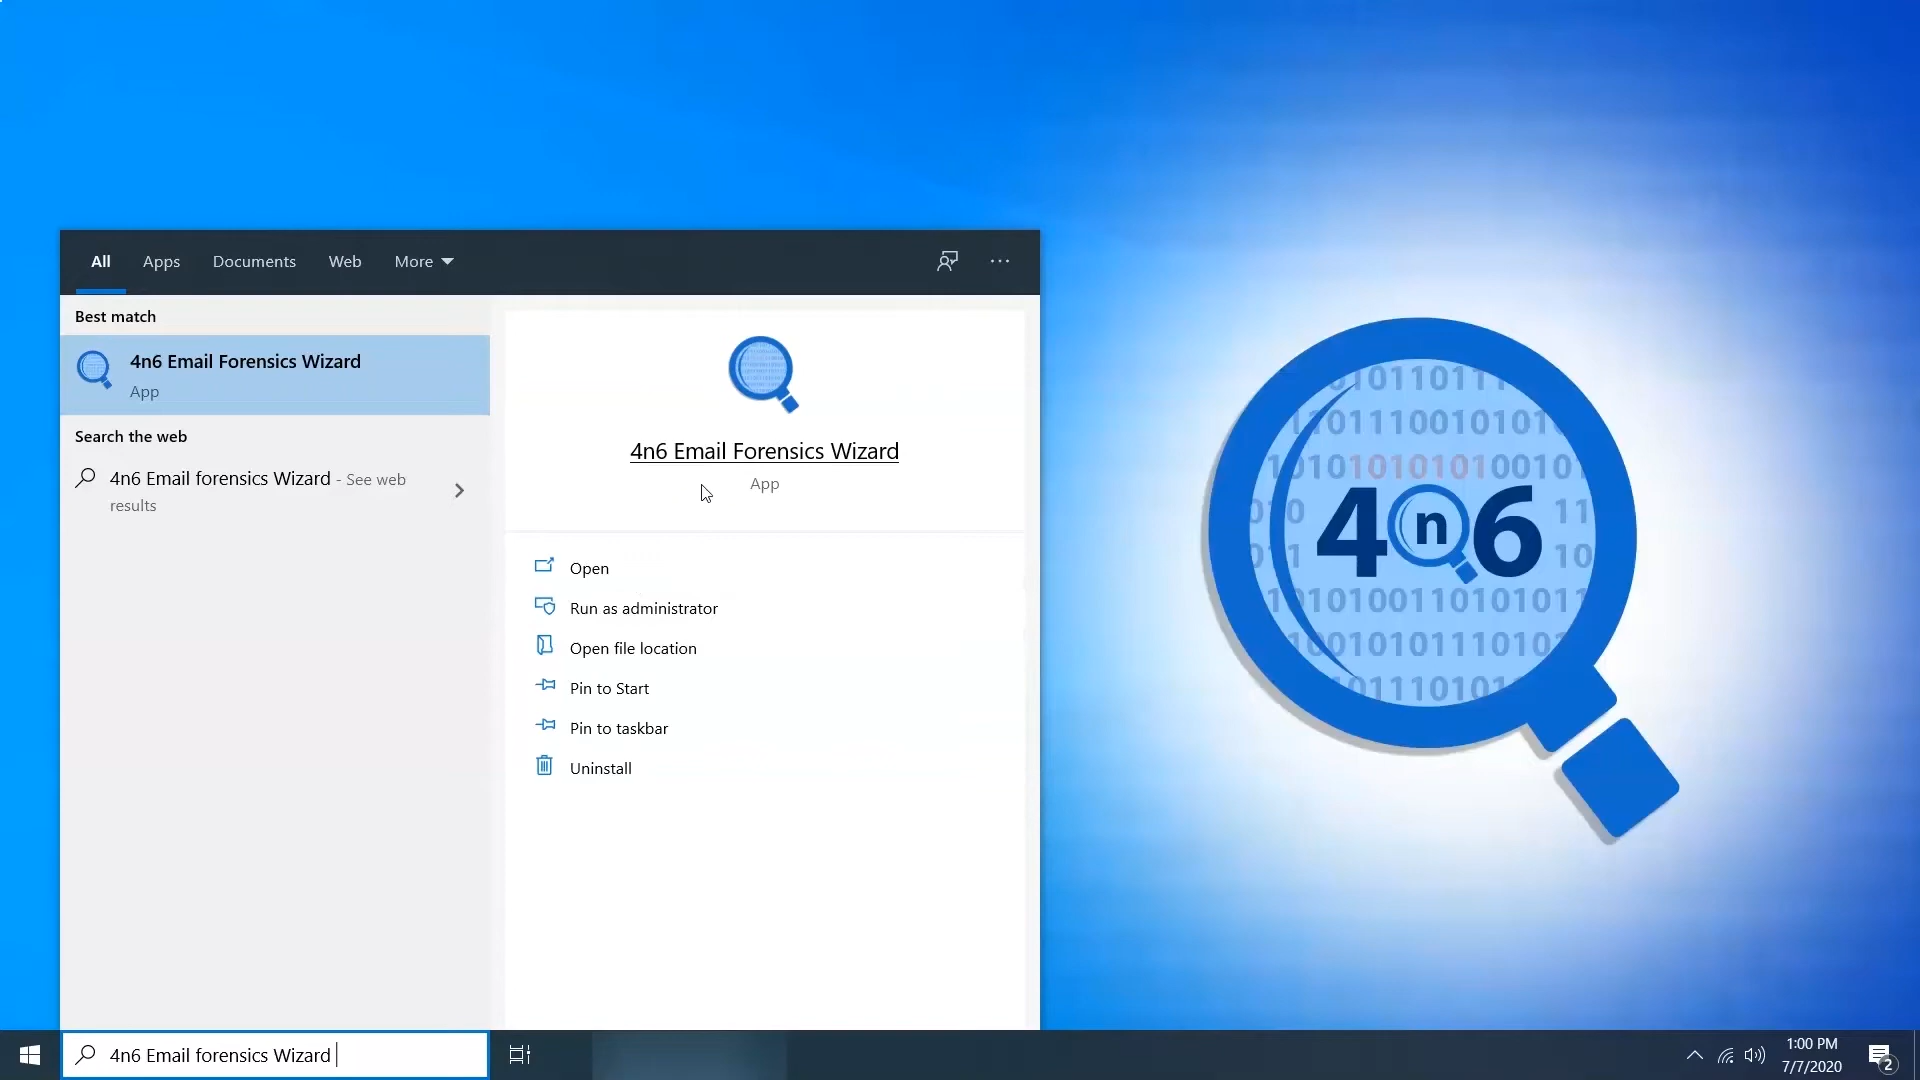 All Apps Documents Web More
Best match
4n6 Email Forensics Wizard
App
Search the web
4n6 Email forensics Wizard - See web
results
4n6 Email Forensics Wizard
App
Open
Run as administrator
Open file location
Pin to Start
Pin to taskbar
Uninstall
4n6
4n6 Email forensics Wizard
1:00 PM
7/7/2020
2